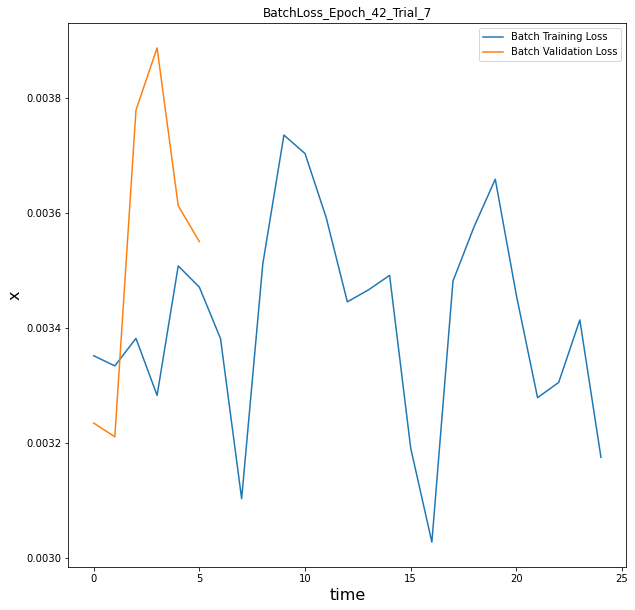 BatchLoss_Epoch_42_Trial_7
Batch Training Loss
Batch Validation Loss
0.0038
0.0036
0.0034
0.0032
0.0030
x
0 5 10 15 20 25
time